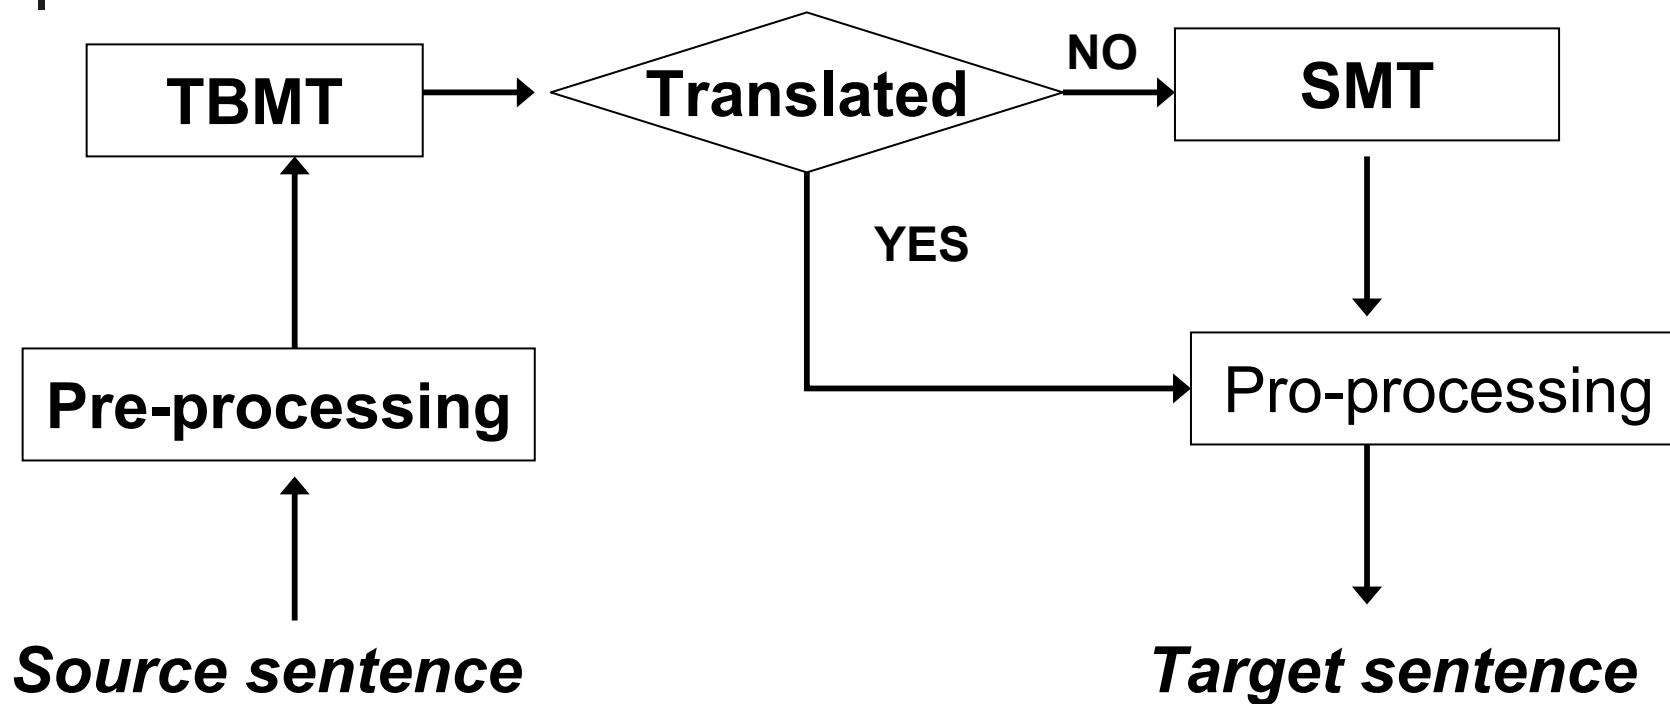 TBMT
Translated
NO
SMT
YES
Pre-processing
Pro-processing
Source sentence
Target sentence